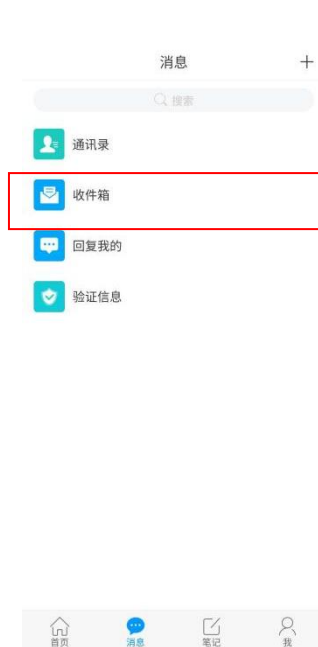 消息 +
搜索
通讯录
收件箱
回复我的
验证信息
首页 消息 笔记 我